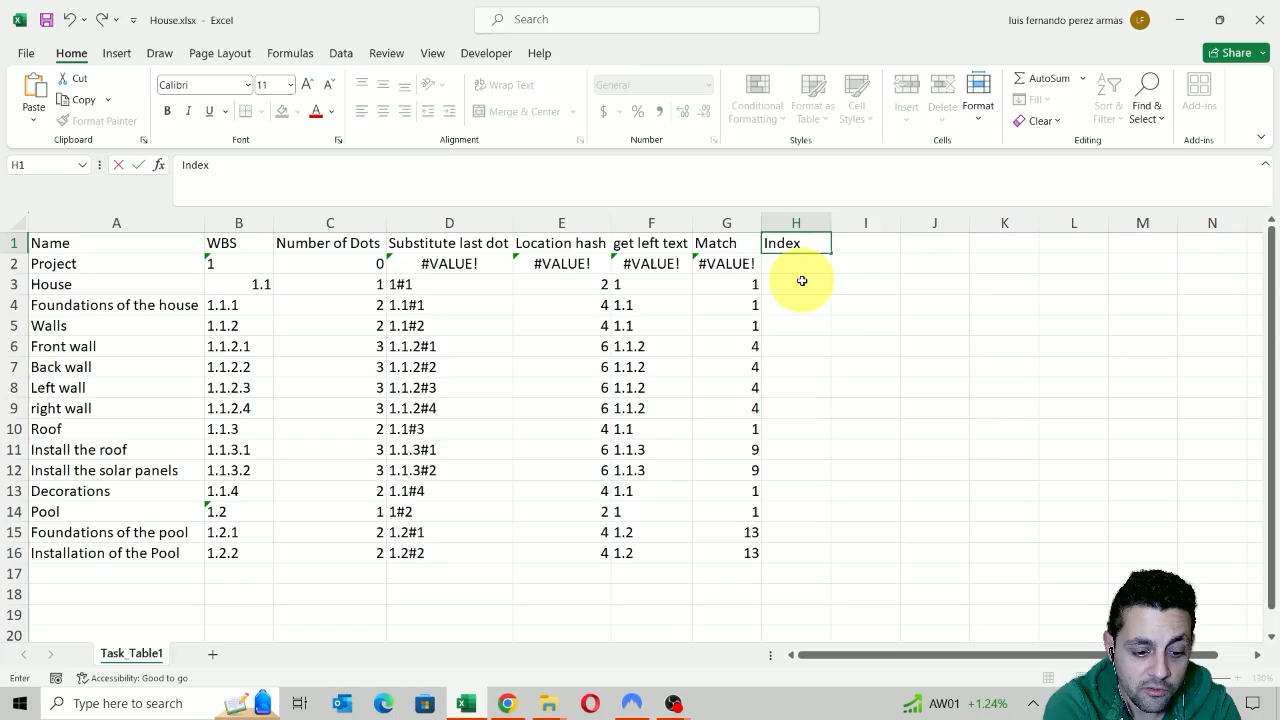 House.xlsx - Excel
Search
luis fernando perez armas
LF
File Home Insert Draw Page Layout Formulas Data Review View Developer Help
Share
Paste
Cut
Copy
Format Painter
Clipboard
Calibri 11
B I U
Font
Wrap Text
Merge & Center
Alignment
General
$ % ,
Number
Conditional Formatting
Format as Table
Cell Styles
Styles
Insert Delete Format
Cells
AutoSum
Fill
Clear
Sort & Filter
Find & Select
Editing
Add-ins
Add-ins
H1 fx Index
A B C D E F G H I J K L M N
1 Name WBS Number of Dots Substitute last dot Location hash get left text Match Index
2 Project 1 0 #VALUE! #VALUE! #VALUE! #VALUE!
3 House 1.1 1 1#1 2 1 1
4 Foundations of the house 1.1.1 2 1.1#1 4 1.1 1
5 Walls 1.1.2 2 1.1#2 4 1.1 1
6 Front wall 1.1.2.1 3 1.1.2#1 6 1.1.2 4
7 Back wall 1.1.2.2 3 1.1.2#2 6 1.1.2 4
8 Left wall 1.1.2.3 3 1.1.2#3 6 1.1.2 4
9 right wall 1.1.2.4 3 1.1.2#4 6 1.1.2 4
10 Roof 1.1.3 2 1.1#3 4 1.1 1
11 Install the roof 1.1.3.1 3 1.1.3#1 6 1.1.3 9
12 Install the solar panels 1.1.3.2 3 1.1.3#2 6 1.1.3 9
13 Decorations 1.1.4 2 1.1#4 4 1.1 1
14 Pool 1.2 1 1#2 2 1 1
15 Foundations of the pool 1.2.1 2 1.2#1 4 1.2 13
16 Installation of the Pool 1.2.2 2 1.2#2 4 1.2 13
17
18
19
20
Task_Table1
Enter Accessibility: Good to go
130%
Type here to search
AW01 +1.24%